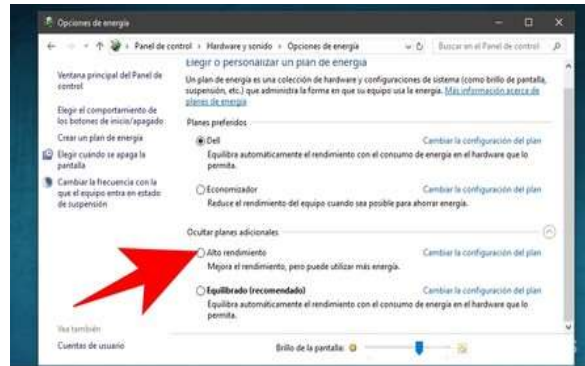 Opciones de energía
Panel de control › Hardware y sonido › Opciones de energía
Buscar en el Panel de control
Ventana principal del Panel de
control
Elegir el comportamiento de
los botones de inicio/apagado
Crear un plan de energía
Elegir cuándo se apaga la
pantalla
Cambiar la frecuencia con la
que el equipo entra en estado
de suspensión
Vea también
Cuentas de usuario
Elegir o personalizar un plan de energía
Un plan de energía es una colección de hardware y configuraciones de sistema (como brillo de pantalla,
suspensión, etc.) que administra la forma en que su equipo usa la energía. Más información acerca de
planes de energía
Planes preferidos
Dell Cambiar la configuración del plan
Equilibra automáticamente el rendimiento con el consumo de energía en el hardware que lo
permita.
Economizador Cambiar la configuración del plan
Reduce el rendimiento del equipo cuando sea posible para ahorrar energía.
Ocultar planes adicionales
Alto rendimiento Cambiar la configuración del plan
Mejora el rendimiento, pero puede utilizar más energía.
Equilibrado (recomendado) Cambiar la configuración del plan
Equilibra automáticamente el rendimiento con el consumo de energía en el hardware que lo
permita.
Brillo de la pantalla: